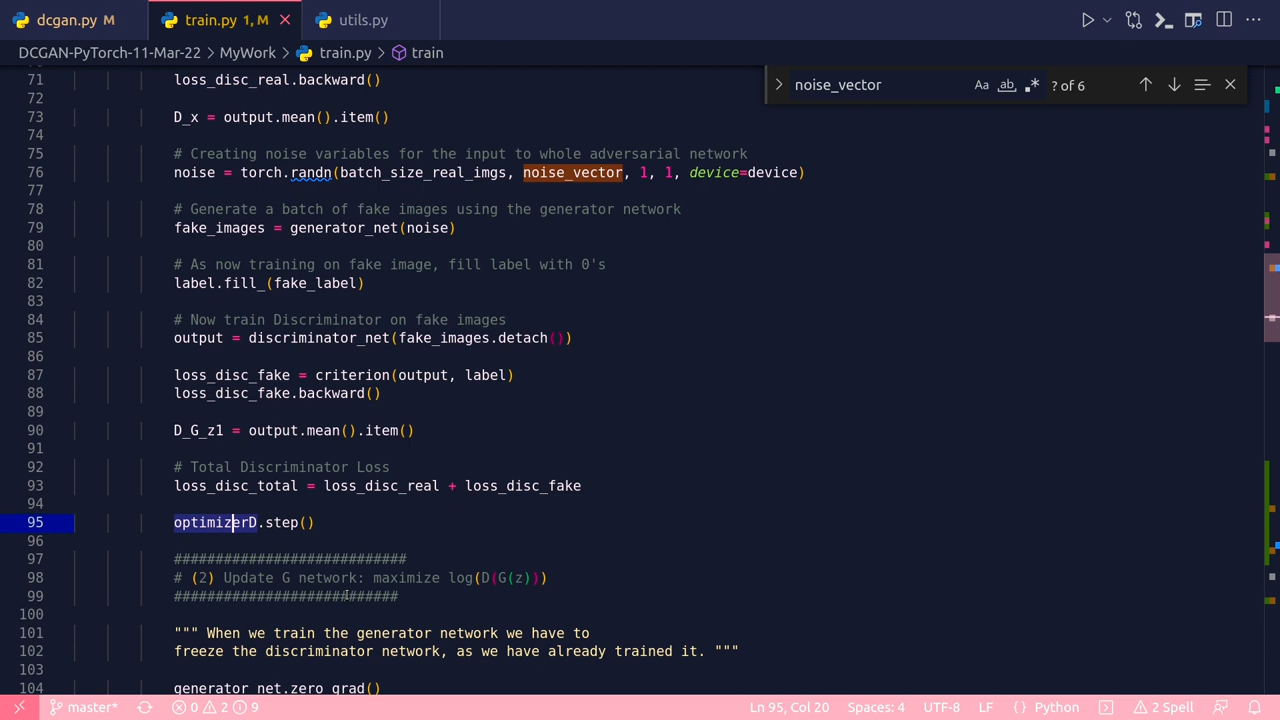 dcgan.py M train.py 1, M utils.py
DCGAN-PyTorch-11-Mar-22 > MyWork > train.py > train
noise_vector Aa ab .* ? of 6
71 loss_disc_real.backward()
72
73 D_x = output.mean().item()
74
75 # Creating noise variables for the input to whole adversarial network
76 noise = torch.randn(batch_size_real_imgs, noise_vector, 1, 1, device=device)
77
78 # Generate a batch of fake images using the generator network
79 fake_images = generator_net(noise)
80
81 # As now training on fake image, fill label with 0's
82 label.fill_(fake_label)
83
84 # Now train Discriminator on fake images
85 output = discriminator_net(fake_images.detach())
86
87 loss_disc_fake = criterion(output, label)
88 loss_disc_fake.backward()
89
90 D_G_z1 = output.mean().item()
91
92 # Total Discriminator Loss
93 loss_disc_total = loss_disc_real + loss_disc_fake
94
95 optimizerD.step()
96
97 ############################
98 # (2) Update G network: maximize log(D(G(z)))
99 ###########################
100
101 """ When we train the generator network we have to
102 freeze the discriminator network, as we have already trained it. """
103
104 generator_net.zero_grad()
master* 0 2 9 Ln 95, Col 20 Spaces: 4 UTF-8 LF { } Python 2 Spell